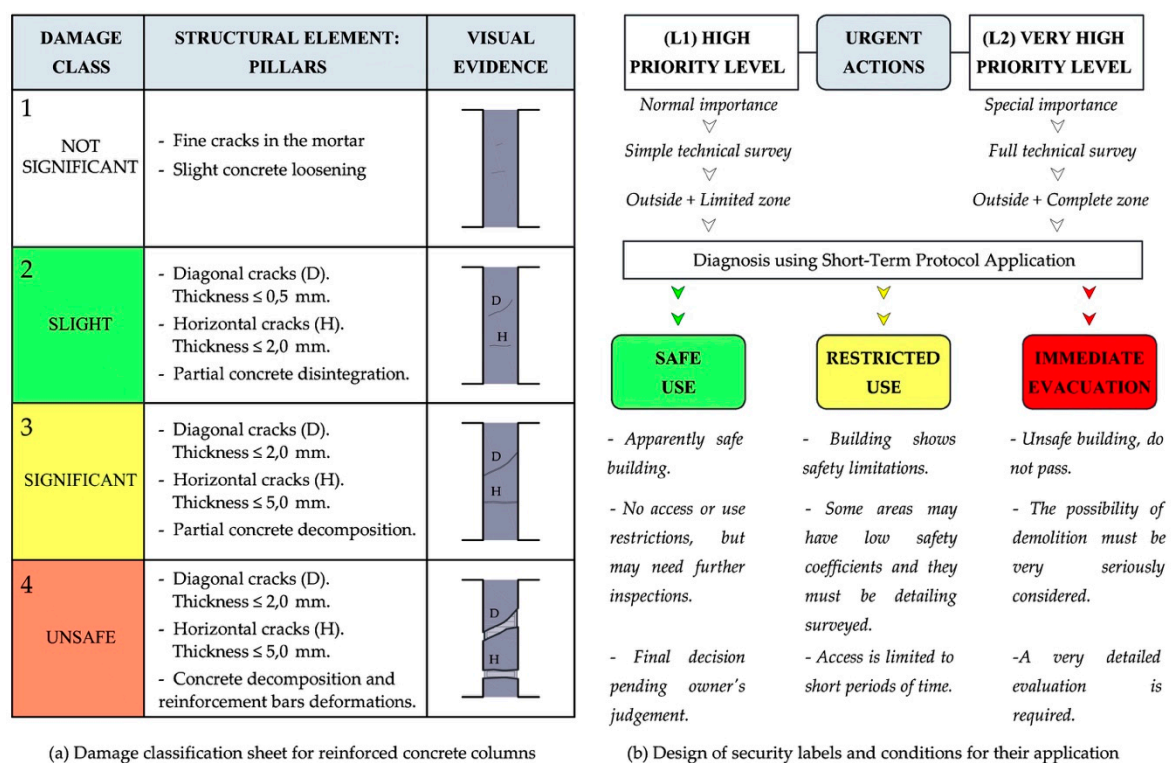 DAMAGE CLASS
STRUCTURAL ELEMENT: PILLARS
VISUAL EVIDENCE
1
NOT SIGNIFICANT
- Fine cracks in the mortar
- Slight concrete loosening
2
SLIGHT
- Diagonal cracks (D).
Thickness ≤ 0,5 mm.
- Horizontal cracks (H).
Thickness ≤ 2,0 mm.
- Partial concrete disintegration.
D
H
3
SIGNIFICANT
- Diagonal cracks (D).
Thickness ≤ 2,0 mm.
- Horizontal cracks (H).
Thickness ≤ 5,0 mm.
- Partial concrete decomposition.
D
H
4
UNSAFE
- Diagonal cracks (D).
Thickness ≤ 2,0 mm.
- Horizontal cracks (H).
Thickness ≤ 5,0 mm.
- Concrete decomposition and
reinforcement bars deformations.
D
H
(a) Damage classification sheet for reinforced concrete columns
(L1) HIGH
PRIORITY LEVEL
URGENT
ACTIONS
(L2) VERY HIGH
PRIORITY LEVEL
Normal importance
Simple technical survey
Outside + Limited zone
Special importance
Full technical survey
Outside + Complete zone
Diagnosis using Short-Term Protocol Application
SAFE
USE
- Apparently safe
building.
- No access or use
restrictions, but
may need further
inspections.
- Final decision
pending owner's
judgement.
RESTRICTED
USE
- Building shows
safety limitations.
- Some areas may
have low safety
coefficients and they
must be detailing
surveyed.
- Access is limited to
short periods of time.
IMMEDIATE
EVACUATION
- Unsafe building, do
not pass.
- The possibility of
demolition must be
very seriously
considered.
-A very detailed
evaluation is
required.
(b) Design of security labels and conditions for their application